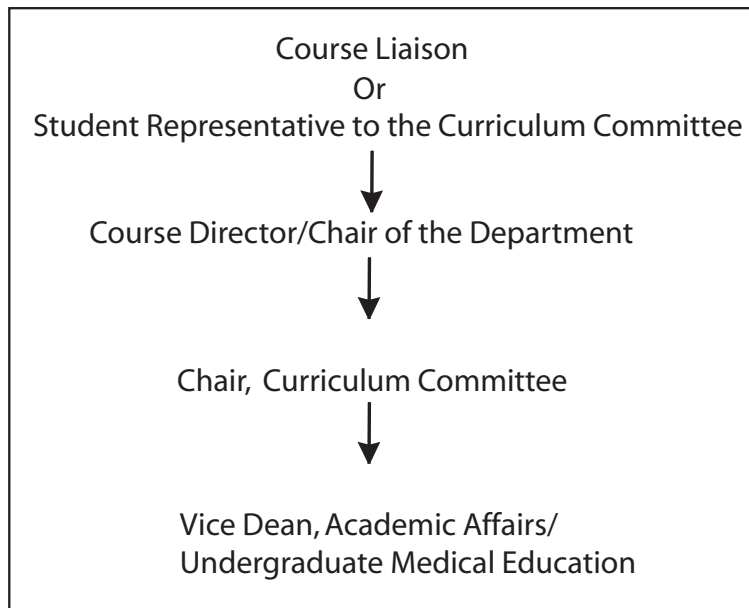 Course Liaison
Or
Student Representative to the Curriculum Committee
Course Director/Chair of the Department
Chair, Curriculum Committee
Vice Dean, Academic Affairs/
Undergraduate Medical Education